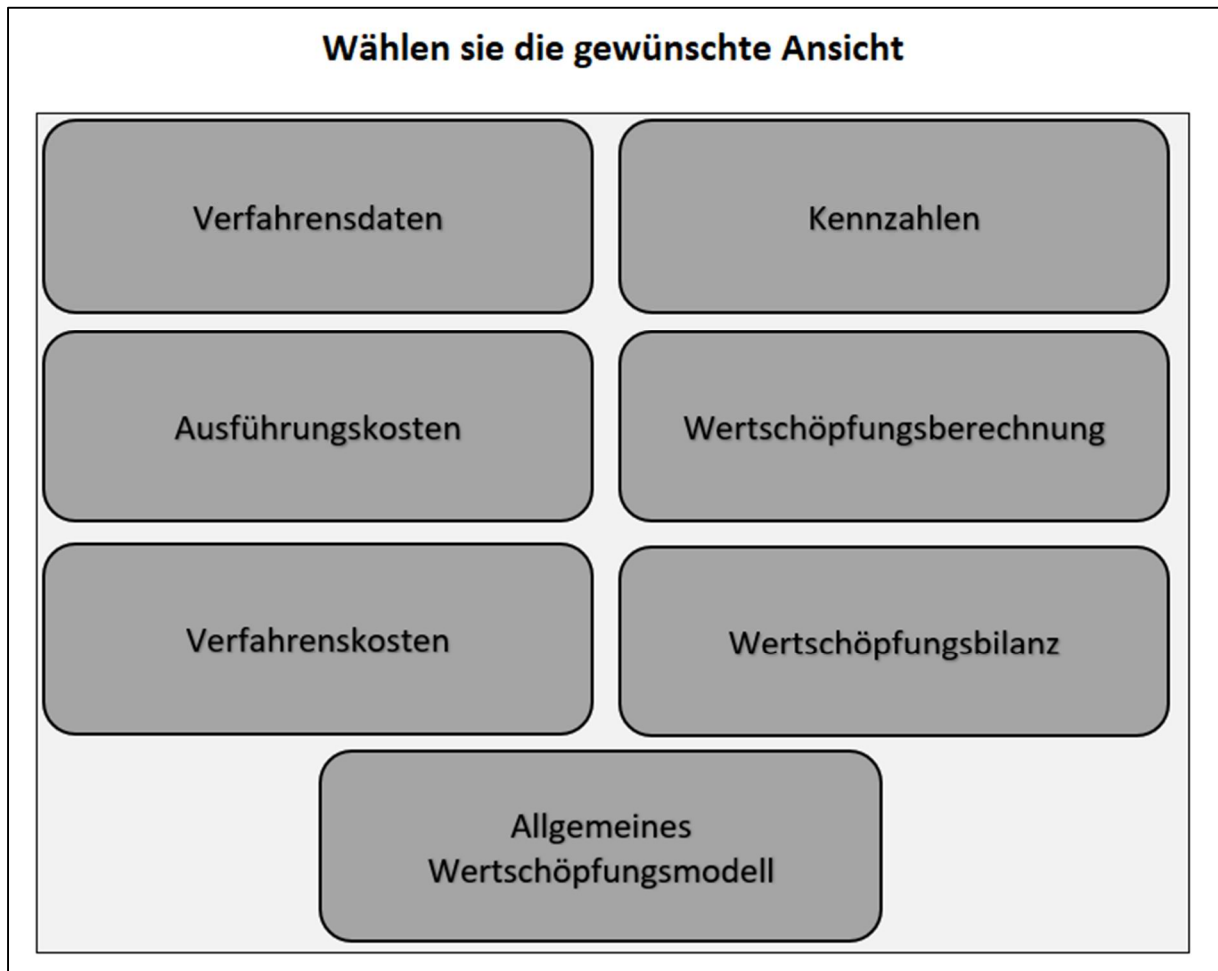 Wählen sie die gewünschte Ansicht
Verfahrensdaten
Kennzahlen
Ausführungskosten
Wertschöpfungsberechnung
Verfahrenskosten
Wertschöpfungsbilanz
Allgemeines
Wertschöpfungsmodell